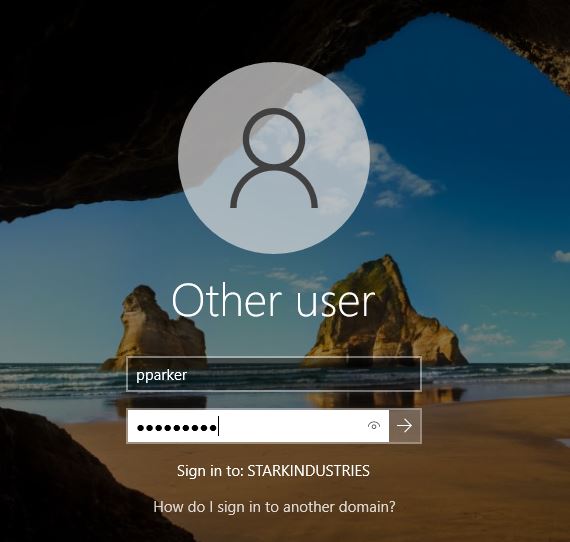 Other user
pparker
•••••••••
Sign in to: STARKINDUSTRIES
How do I sign in to another domain?